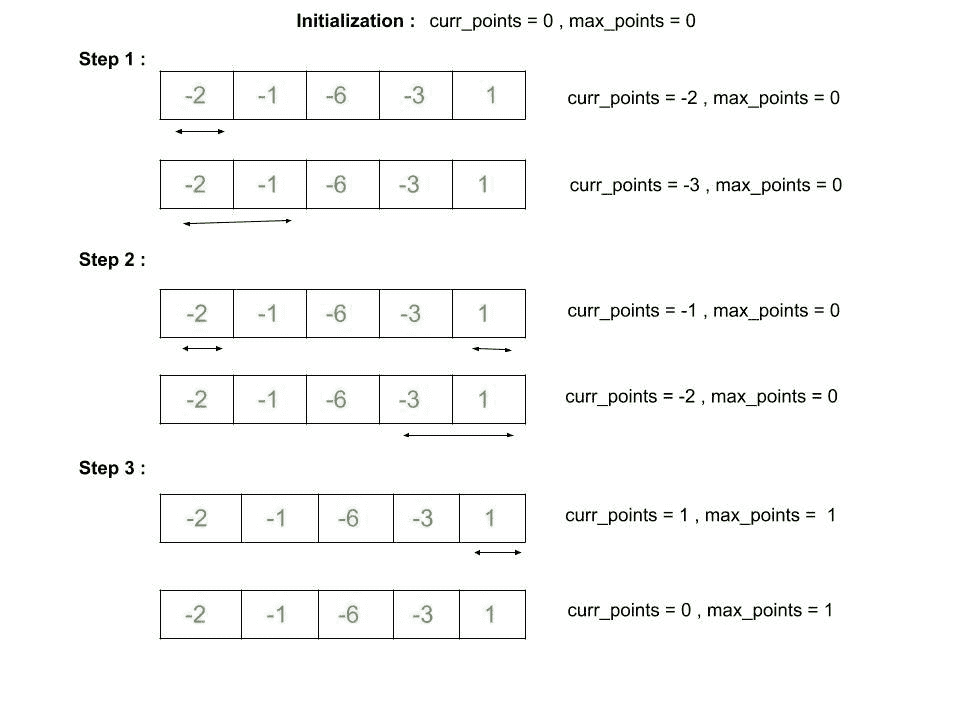 Initialization : curr_points = 0 , max_points = 0
Step 1 :
-2 -1 -6 -3 1 curr_points = -2 , max_points = 0
-2 -1 -6 -3 1 curr_points = -3 , max_points = 0
Step 2 :
-2 -1 -6 -3 1 curr_points = -1 , max_points = 0
-2 -1 -6 -3 1 curr_points = -2 , max_points = 0
Step 3 :
-2 -1 -6 -3 1 curr_points = 1 , max_points = 1
-2 -1 -6 -3 1 curr_points = 0 , max_points = 1